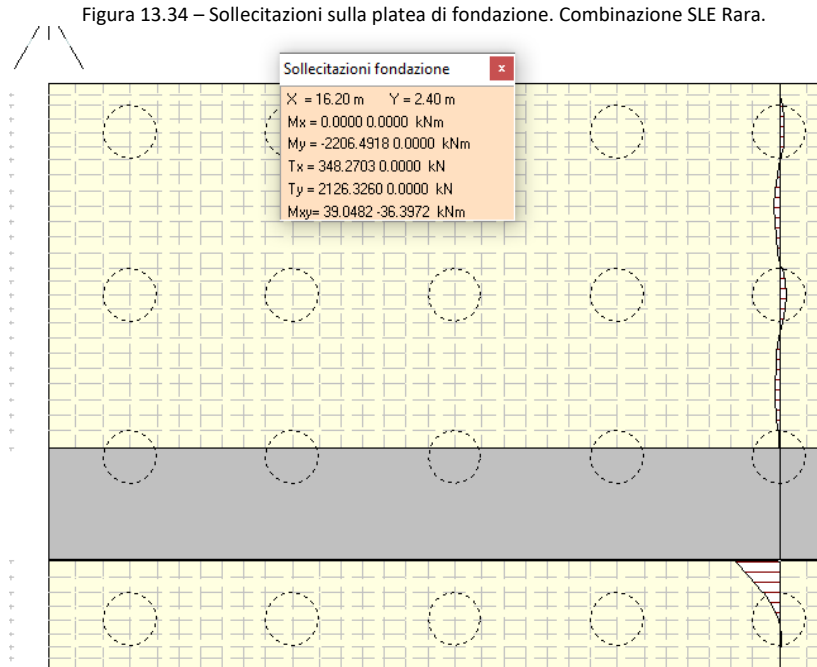 Figura 13.34 – Sollecitazioni sulla platea di fondazione. Combinazione SLE Rara.
Sollecitazioni fondazione x
X = 16.20 m Y = 2.40 m
Mx = 0.0000 0.0000 kNm
My = -2206.4918 0.0000 kNm
Tx = 348.2703 0.0000 kN
Ty = 2126.3260 0.0000 kN
Mxy= 39.0482 -36.3972 kNm